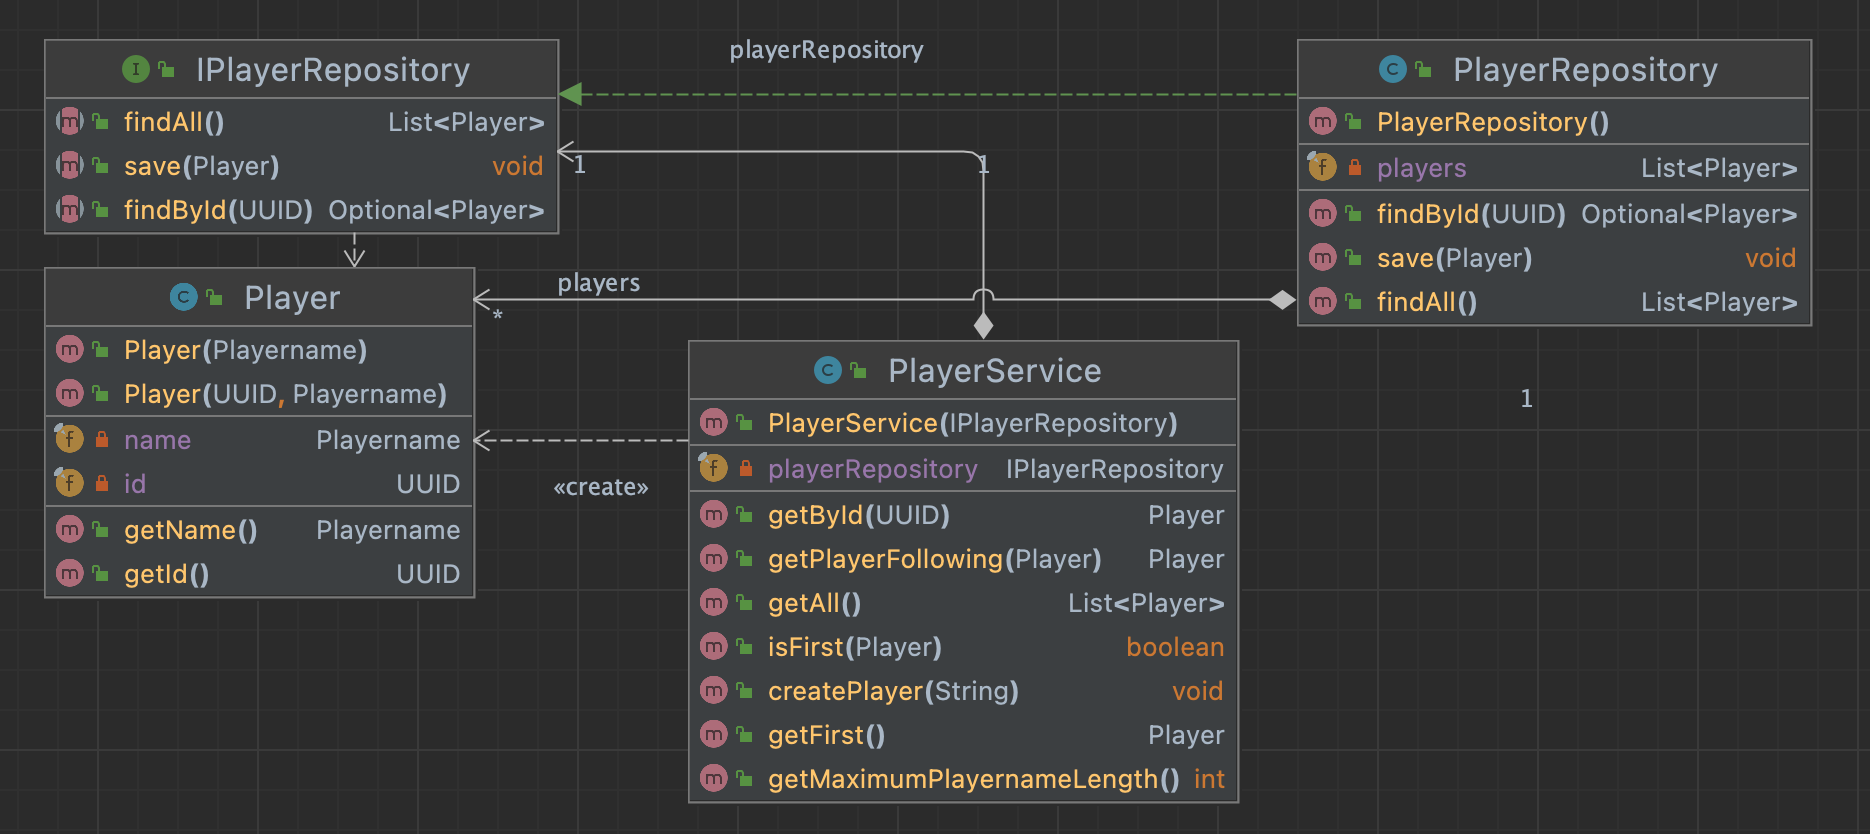 IPlayerRepository
findAll() List<Player>
save(Player) void
findById(UUID) Optional<Player>
playerRepository
1
1
PlayerRepository
PlayerRepository()
players List<Player>
findById(UUID) Optional<Player>
save(Player) void
findAll() List<Player>
1
Player
Player(Playername)
Player(UUID, Playername)
name Playername
id UUID
getName() Playername
getId() UUID
players
*
«create»
PlayerService
PlayerService(IPlayerRepository)
playerRepository IPlayerRepository
getById(UUID) Player
getPlayerFollowing(Player) Player
getAll() List<Player>
isFirst(Player) boolean
createPlayer(String) void
getFirst() Player
getMaximumPlayernameLength() int